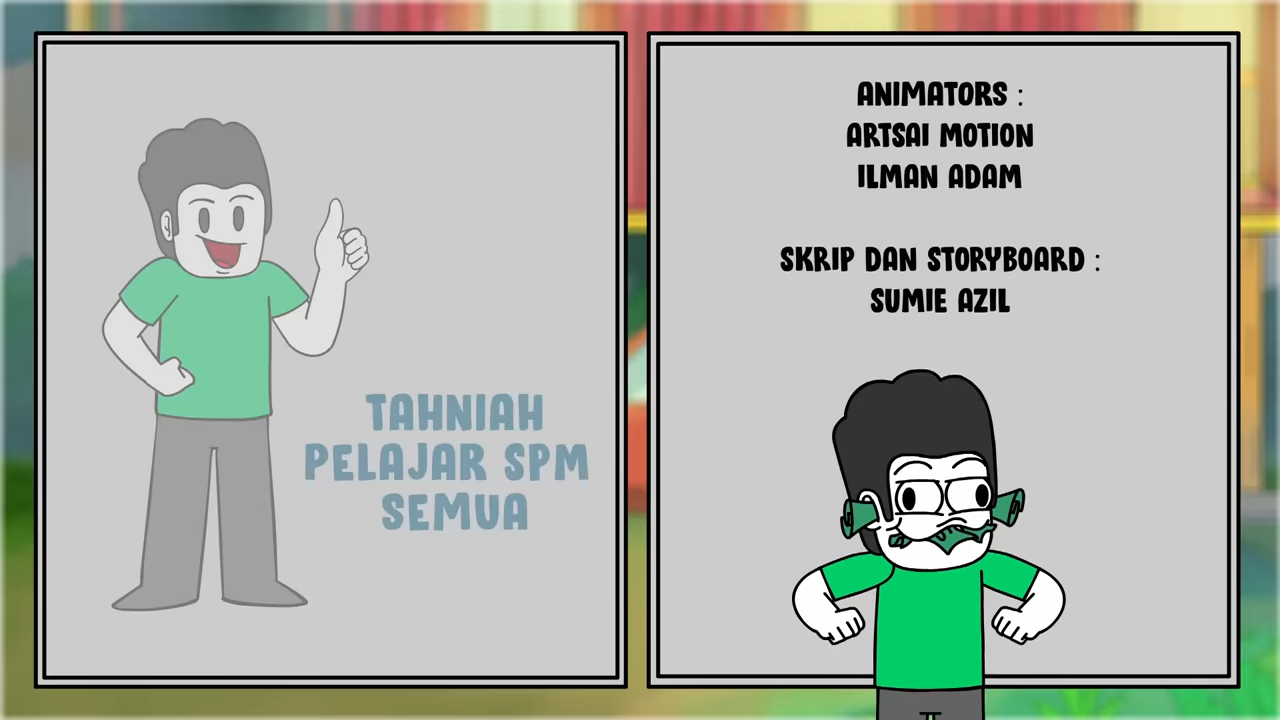 TAHNIAH
PELAJAR SPM
SEMUA
ANIMATORS :
ARTSAI MOTION
ILMAN ADAM
SKRIP DAN STORYBOARD :
SUMIE AZIL